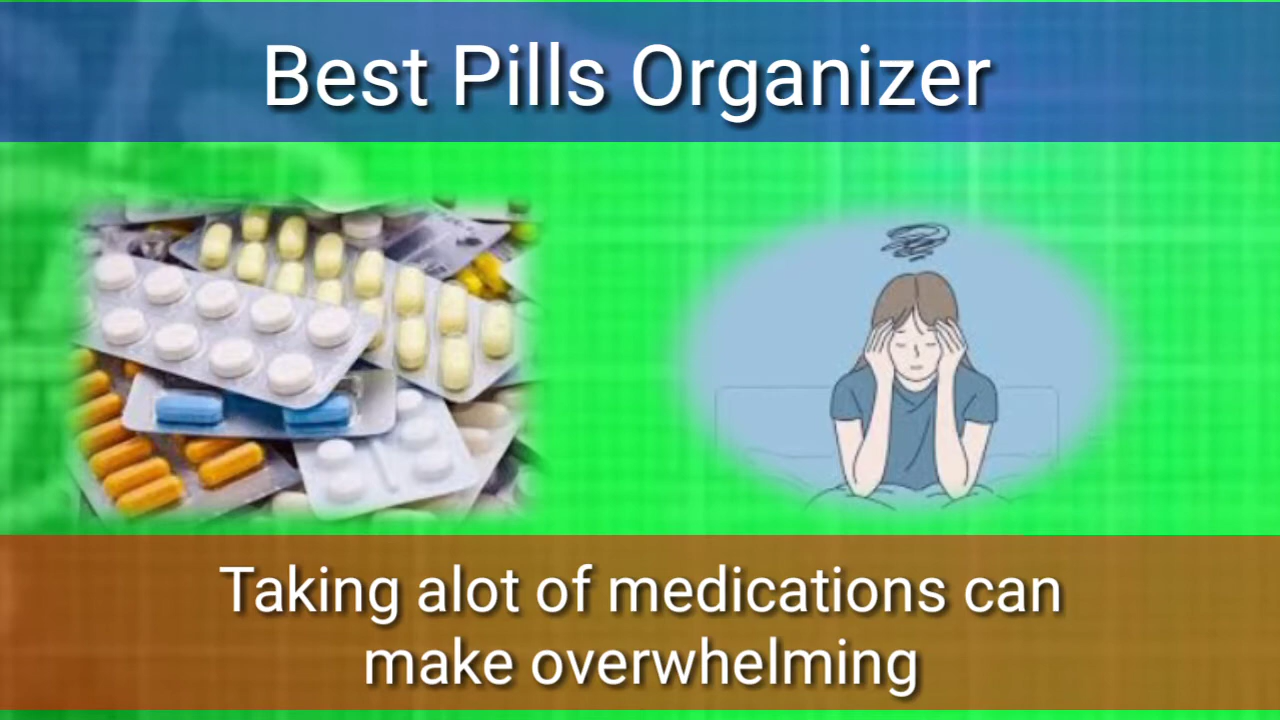 Best Pills Organizer
Taking alot of medications can
make overwhelming